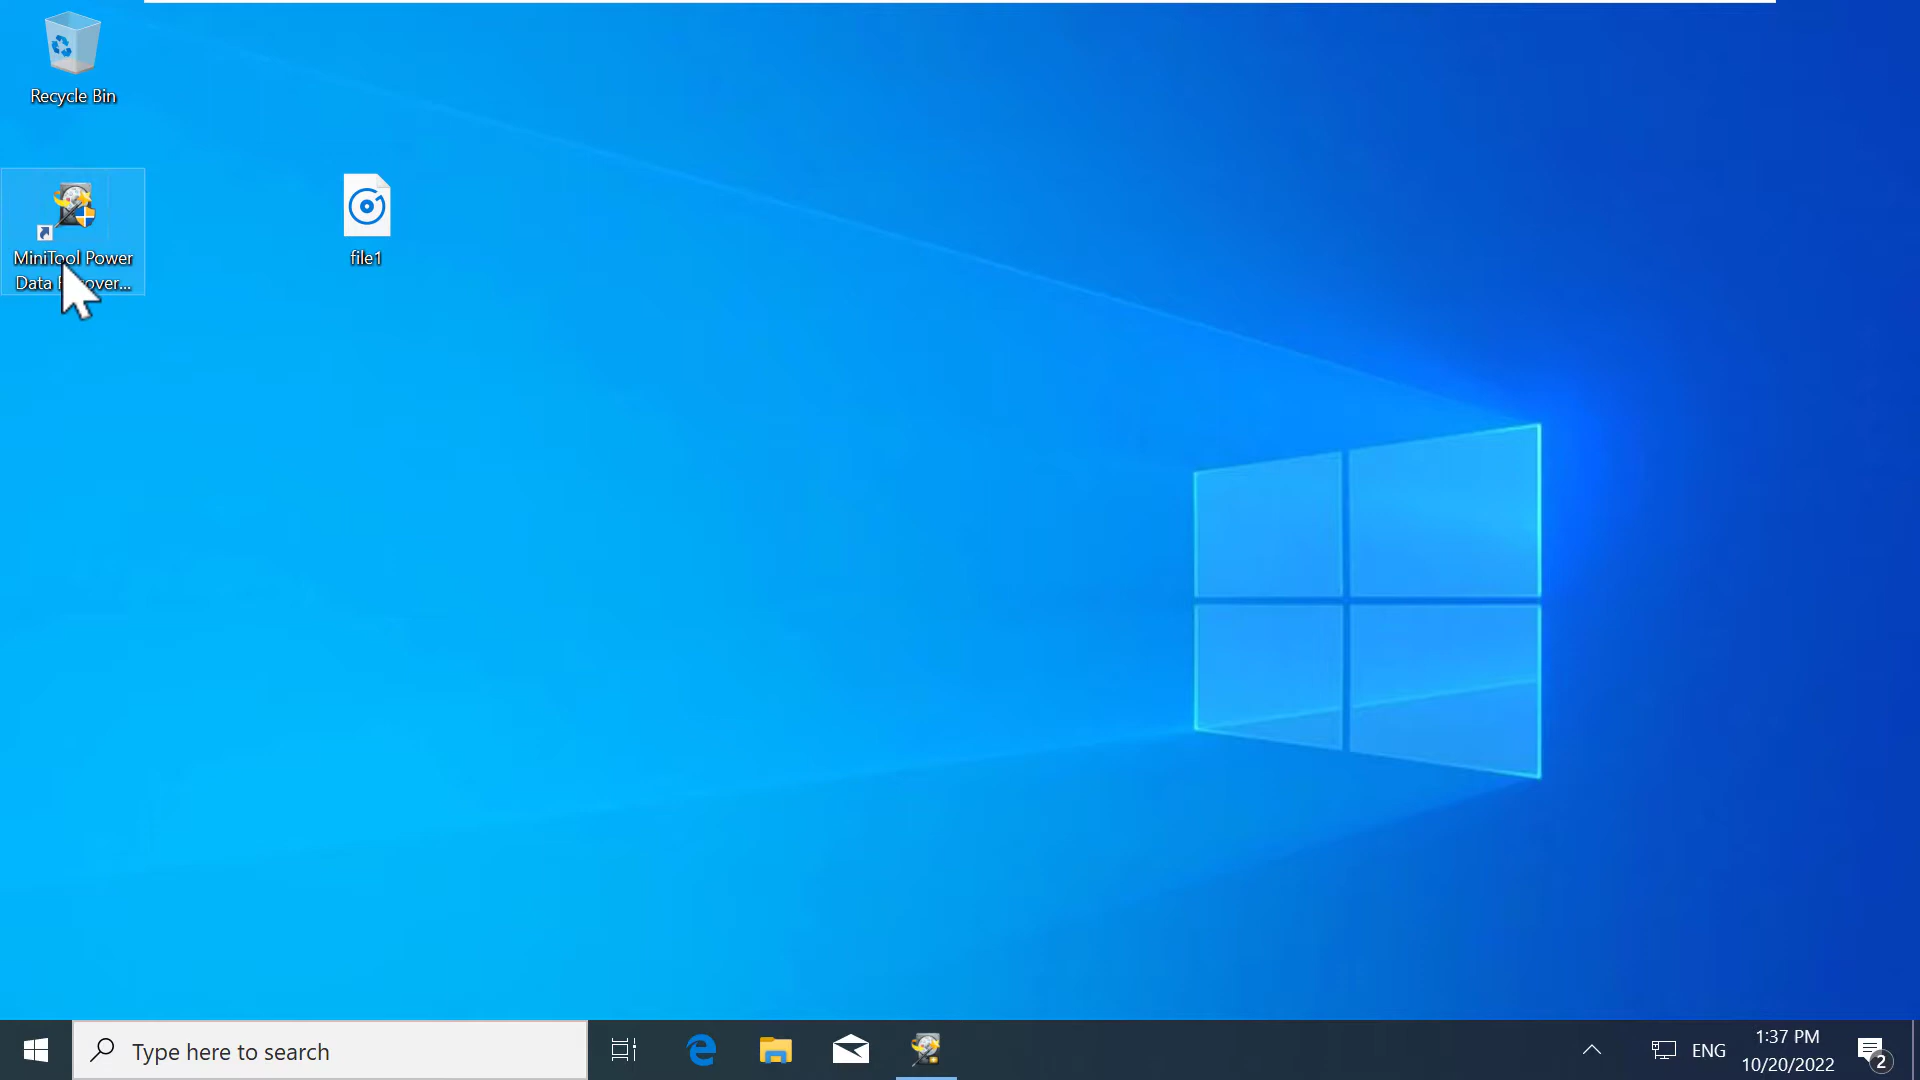 Recycle Bin
MiniTool Power
Data
file1
Type here to search
ENG
1:37 PM
10/20/2022
2